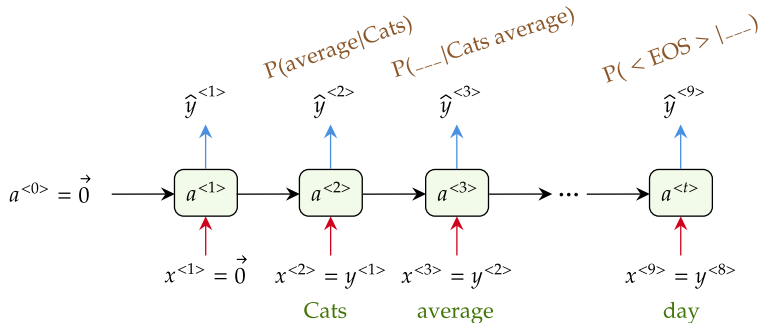 P(average|Cats) P(___|Cats average) P( < EOS > |___)
ŷ<1> ŷ<2> ŷ<3> ŷ<9>
a<0> = 0⃗ a<1> a<2> a<3> ... a<t>
x<1> = 0⃗ x<2> = y<1> x<3> = y<2> x<9> = y<8>
Cats average day